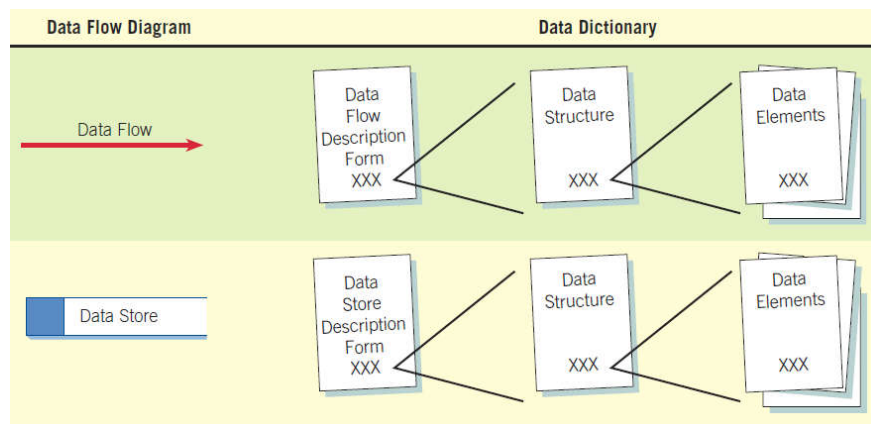 Data Flow Diagram
Data Dictionary
Data Flow
Data
Flow
Description
Form
XXX
Data
Structure
XXX
Data
Elements
XXX
Data Store
Data
Store
Description
Form
XXX
Data
Structure
XXX
Data
Elements
XXX